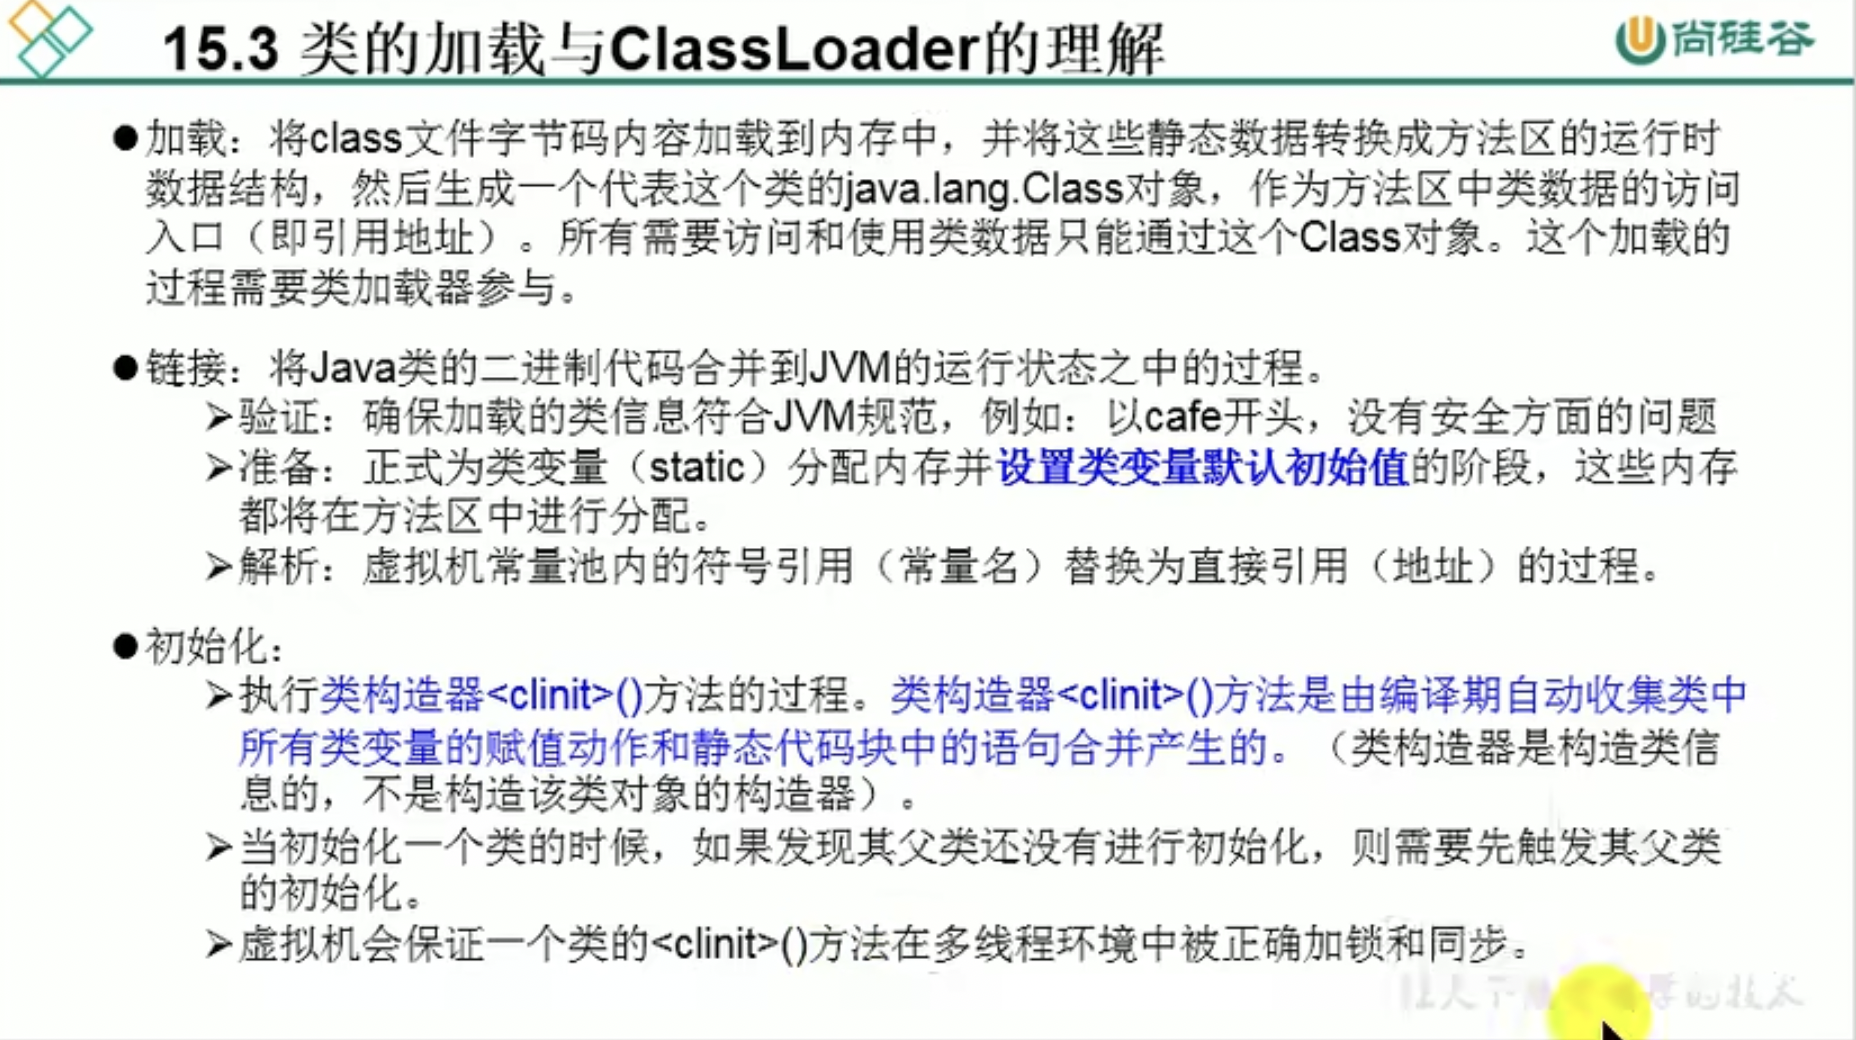 15.3 类的加载与ClassLoader的理解
尚硅谷
●加载：将class文件字节码内容加载到内存中，并将这些静态数据转换成方法区的运行时
数据结构，然后生成一个代表这个类的java.lang.Class对象，作为方法区中类数据的访问
入口（即引用地址）。所有需要访问和使用类数据只能通过这个Class对象。这个加载的
过程需要类加载器参与。
●链接：将Java类的二进制代码合并到JVM的运行状态之中的过程。
➢验证：确保加载的类信息符合JVM规范，例如：以cafe开头，没有安全方面的问题
➢准备：正式为类变量（static）分配内存并设置类变量默认初始值的阶段，这些内存
都将在方法区中进行分配。
➢解析：虚拟机常量池内的符号引用（常量名）替换为直接引用（地址）的过程。
●初始化：
➢执行类构造器<clinit>()方法的过程。类构造器<clinit>()方法是由编译期自动收集类中
所有类变量的赋值动作和静态代码块中的语句合并产生的。（类构造器是构造类信
息的，不是构造该类对象的构造器）。
➢当初始化一个类的时候，如果发现其父类还没有进行初始化，则需要先触发其父类
的初始化。
➢虚拟机会保证一个类的<clinit>()方法在多线程环境中被正确加锁和同步。